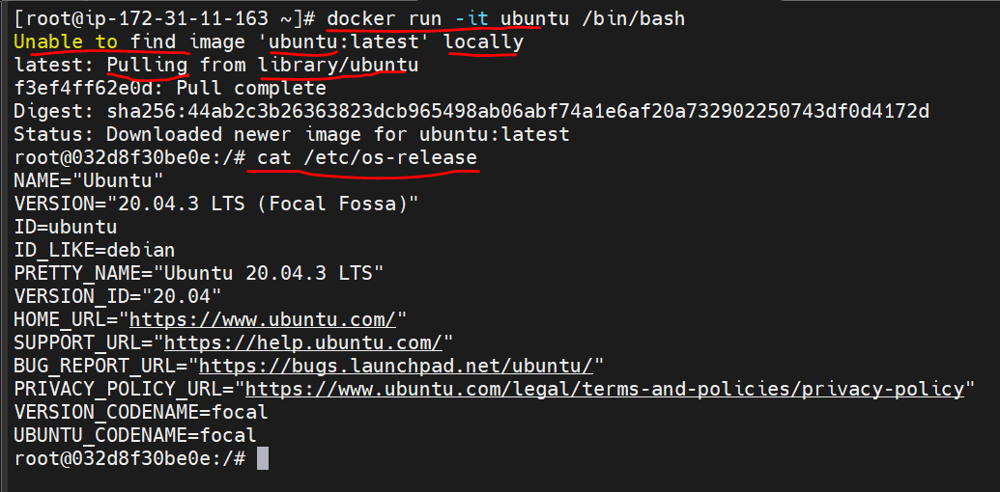 [root@ip-172-31-11-163 ~]# docker run -it ubuntu /bin/bash
Unable to find image 'ubuntu:latest' locally
latest: Pulling from library/ubuntu
f3ef4ff62e0d: Pull complete
Digest: sha256:44ab2c3b26363823dcb965498ab06abf74a1e6af20a732902250743df0d4172d
Status: Downloaded newer image for ubuntu:latest
root@032d8f30be0e:/# cat /etc/os-release
NAME="Ubuntu"
VERSION="20.04.3 LTS (Focal Fossa)"
ID=ubuntu
ID_LIKE=debian
PRETTY_NAME="Ubuntu 20.04.3 LTS"
VERSION_ID="20.04"
HOME_URL="https://www.ubuntu.com/"
SUPPORT_URL="https://help.ubuntu.com/"
BUG_REPORT_URL="https://bugs.launchpad.net/ubuntu/"
PRIVACY_POLICY_URL="https://www.ubuntu.com/legal/terms-and-policies/privacy-policy"
VERSION_CODENAME=focal
UBUNTU_CODENAME=focal
root@032d8f30be0e:/#